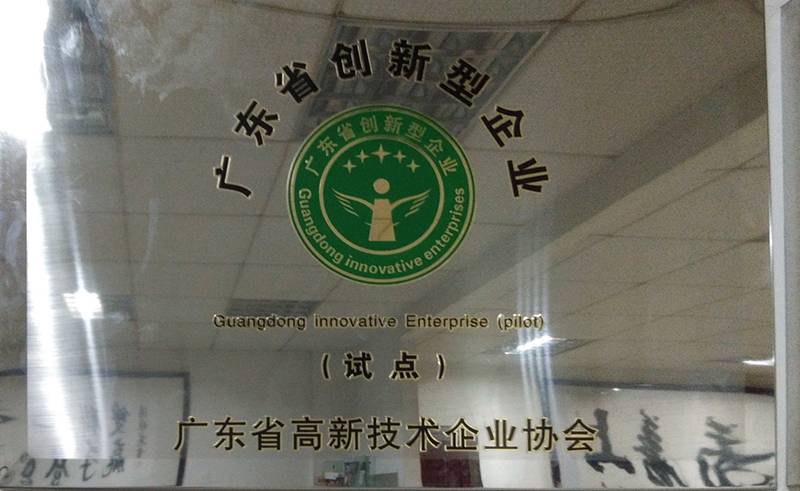 广东省创新型企业
广东省创新型企业
Guangdong innovative enterprises
Guangdong innovative Enterprise (pilot)
（试点）
广东省高新技术企业协会